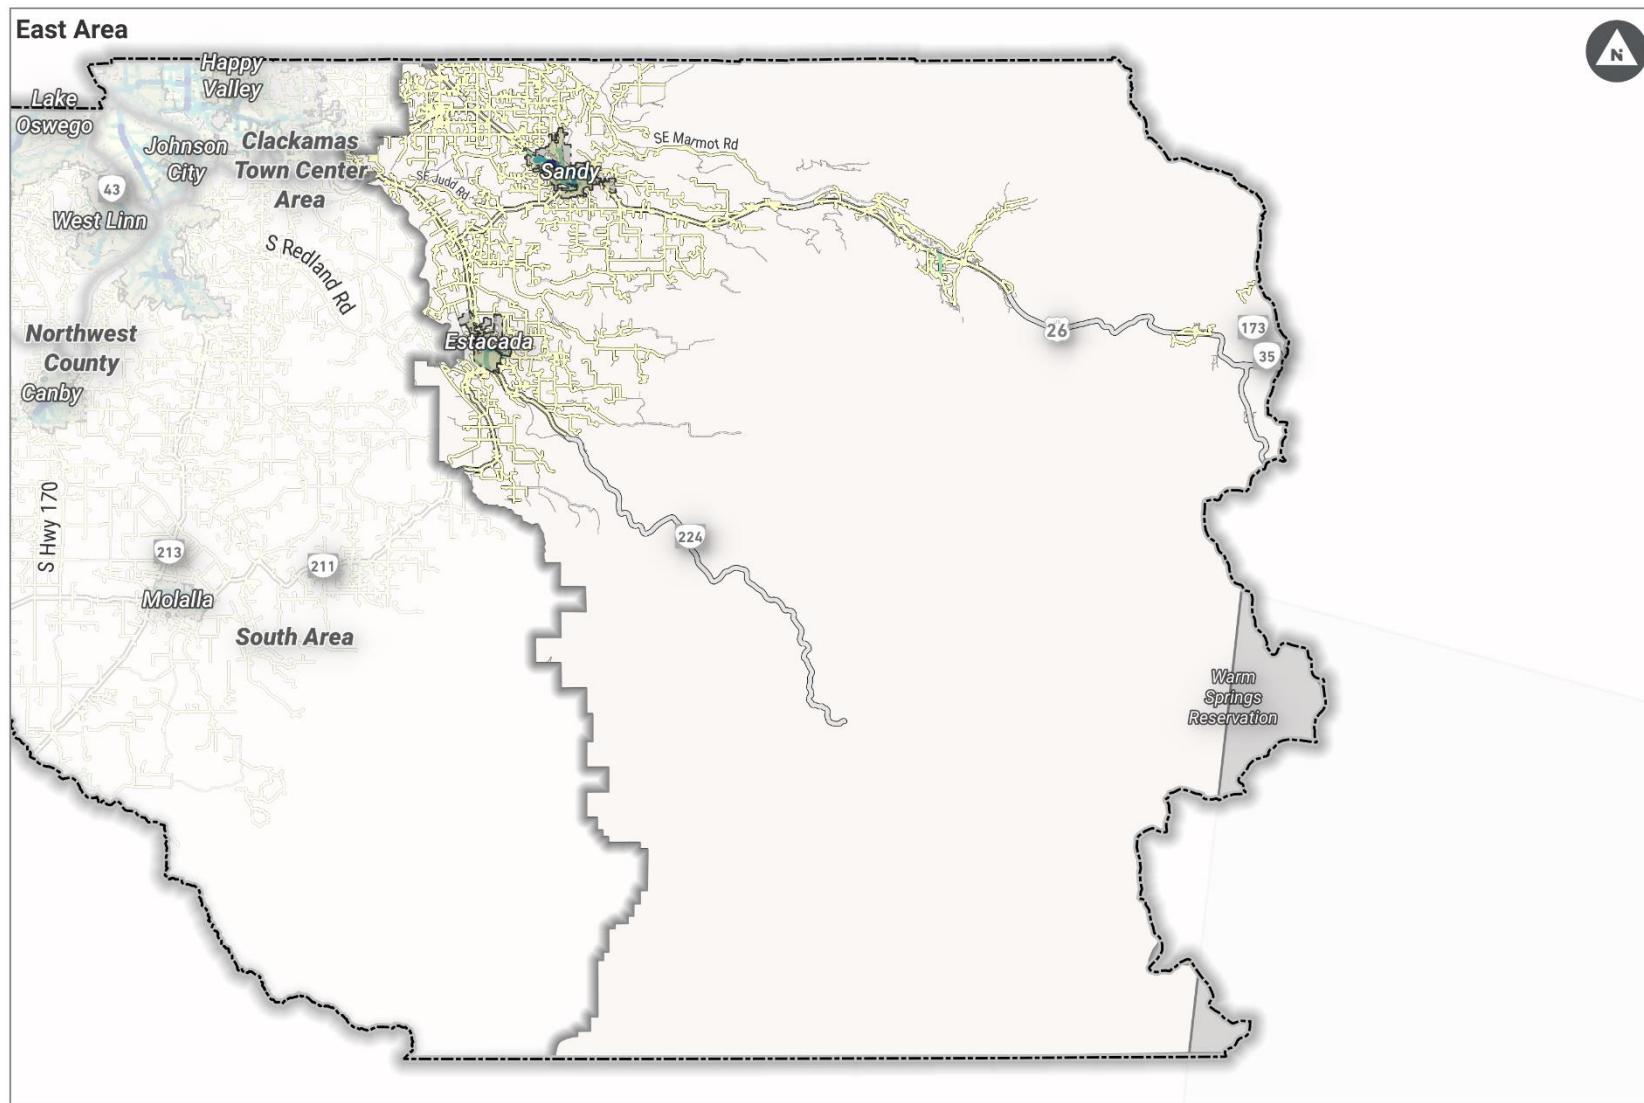 East Area
N
Happy
Valley
Lake
Oswego
Johnson
City
Clackamas
Town Center
Area
SE Marmot Rd
Sandy
SE Judd Rd
43
West Linn
S Redland Rd
Northwest
County
Estacada
26
173
35
Canby
S Hwy 170
213
211
224
Molalla
South Area
Warm
Springs
Reservation